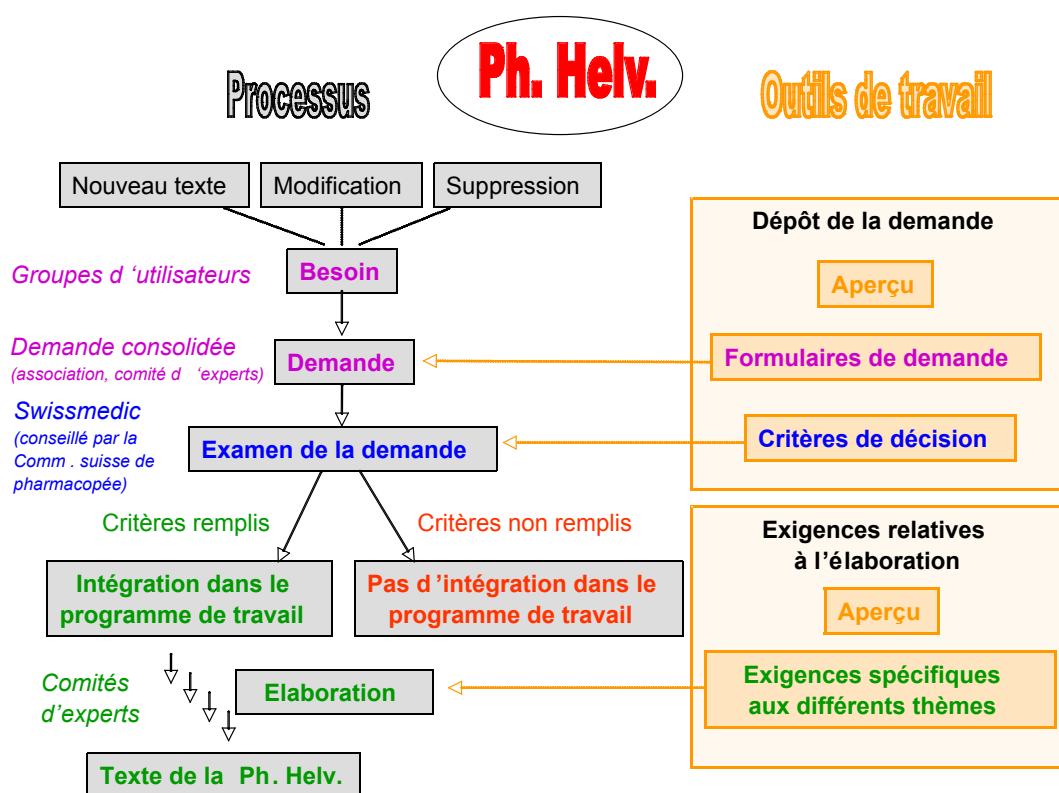 Ph. Helv.
Processus
Outils de travail
Nouveau texte
Modification
Suppression
Groupes d ‘utilisateurs
Besoin
Demande consolidée
(association, comité d ‘experts)
Demande
Swissmedic
(conseillé par la
Comm . suisse de
pharmacopée)
Examen de la demande
Critères remplis
Critères non remplis
Intégration dans le
programme de travail
Pas d ’intégration dans le
programme de travail
Comités
d’experts
Elaboration
Texte de la Ph. Helv.
Dépôt de la demande
Aperçu
Formulaires de demande
Critères de décision
Exigences relatives
à l’élaboration
Aperçu
Exigences spécifiques
aux différents thèmes